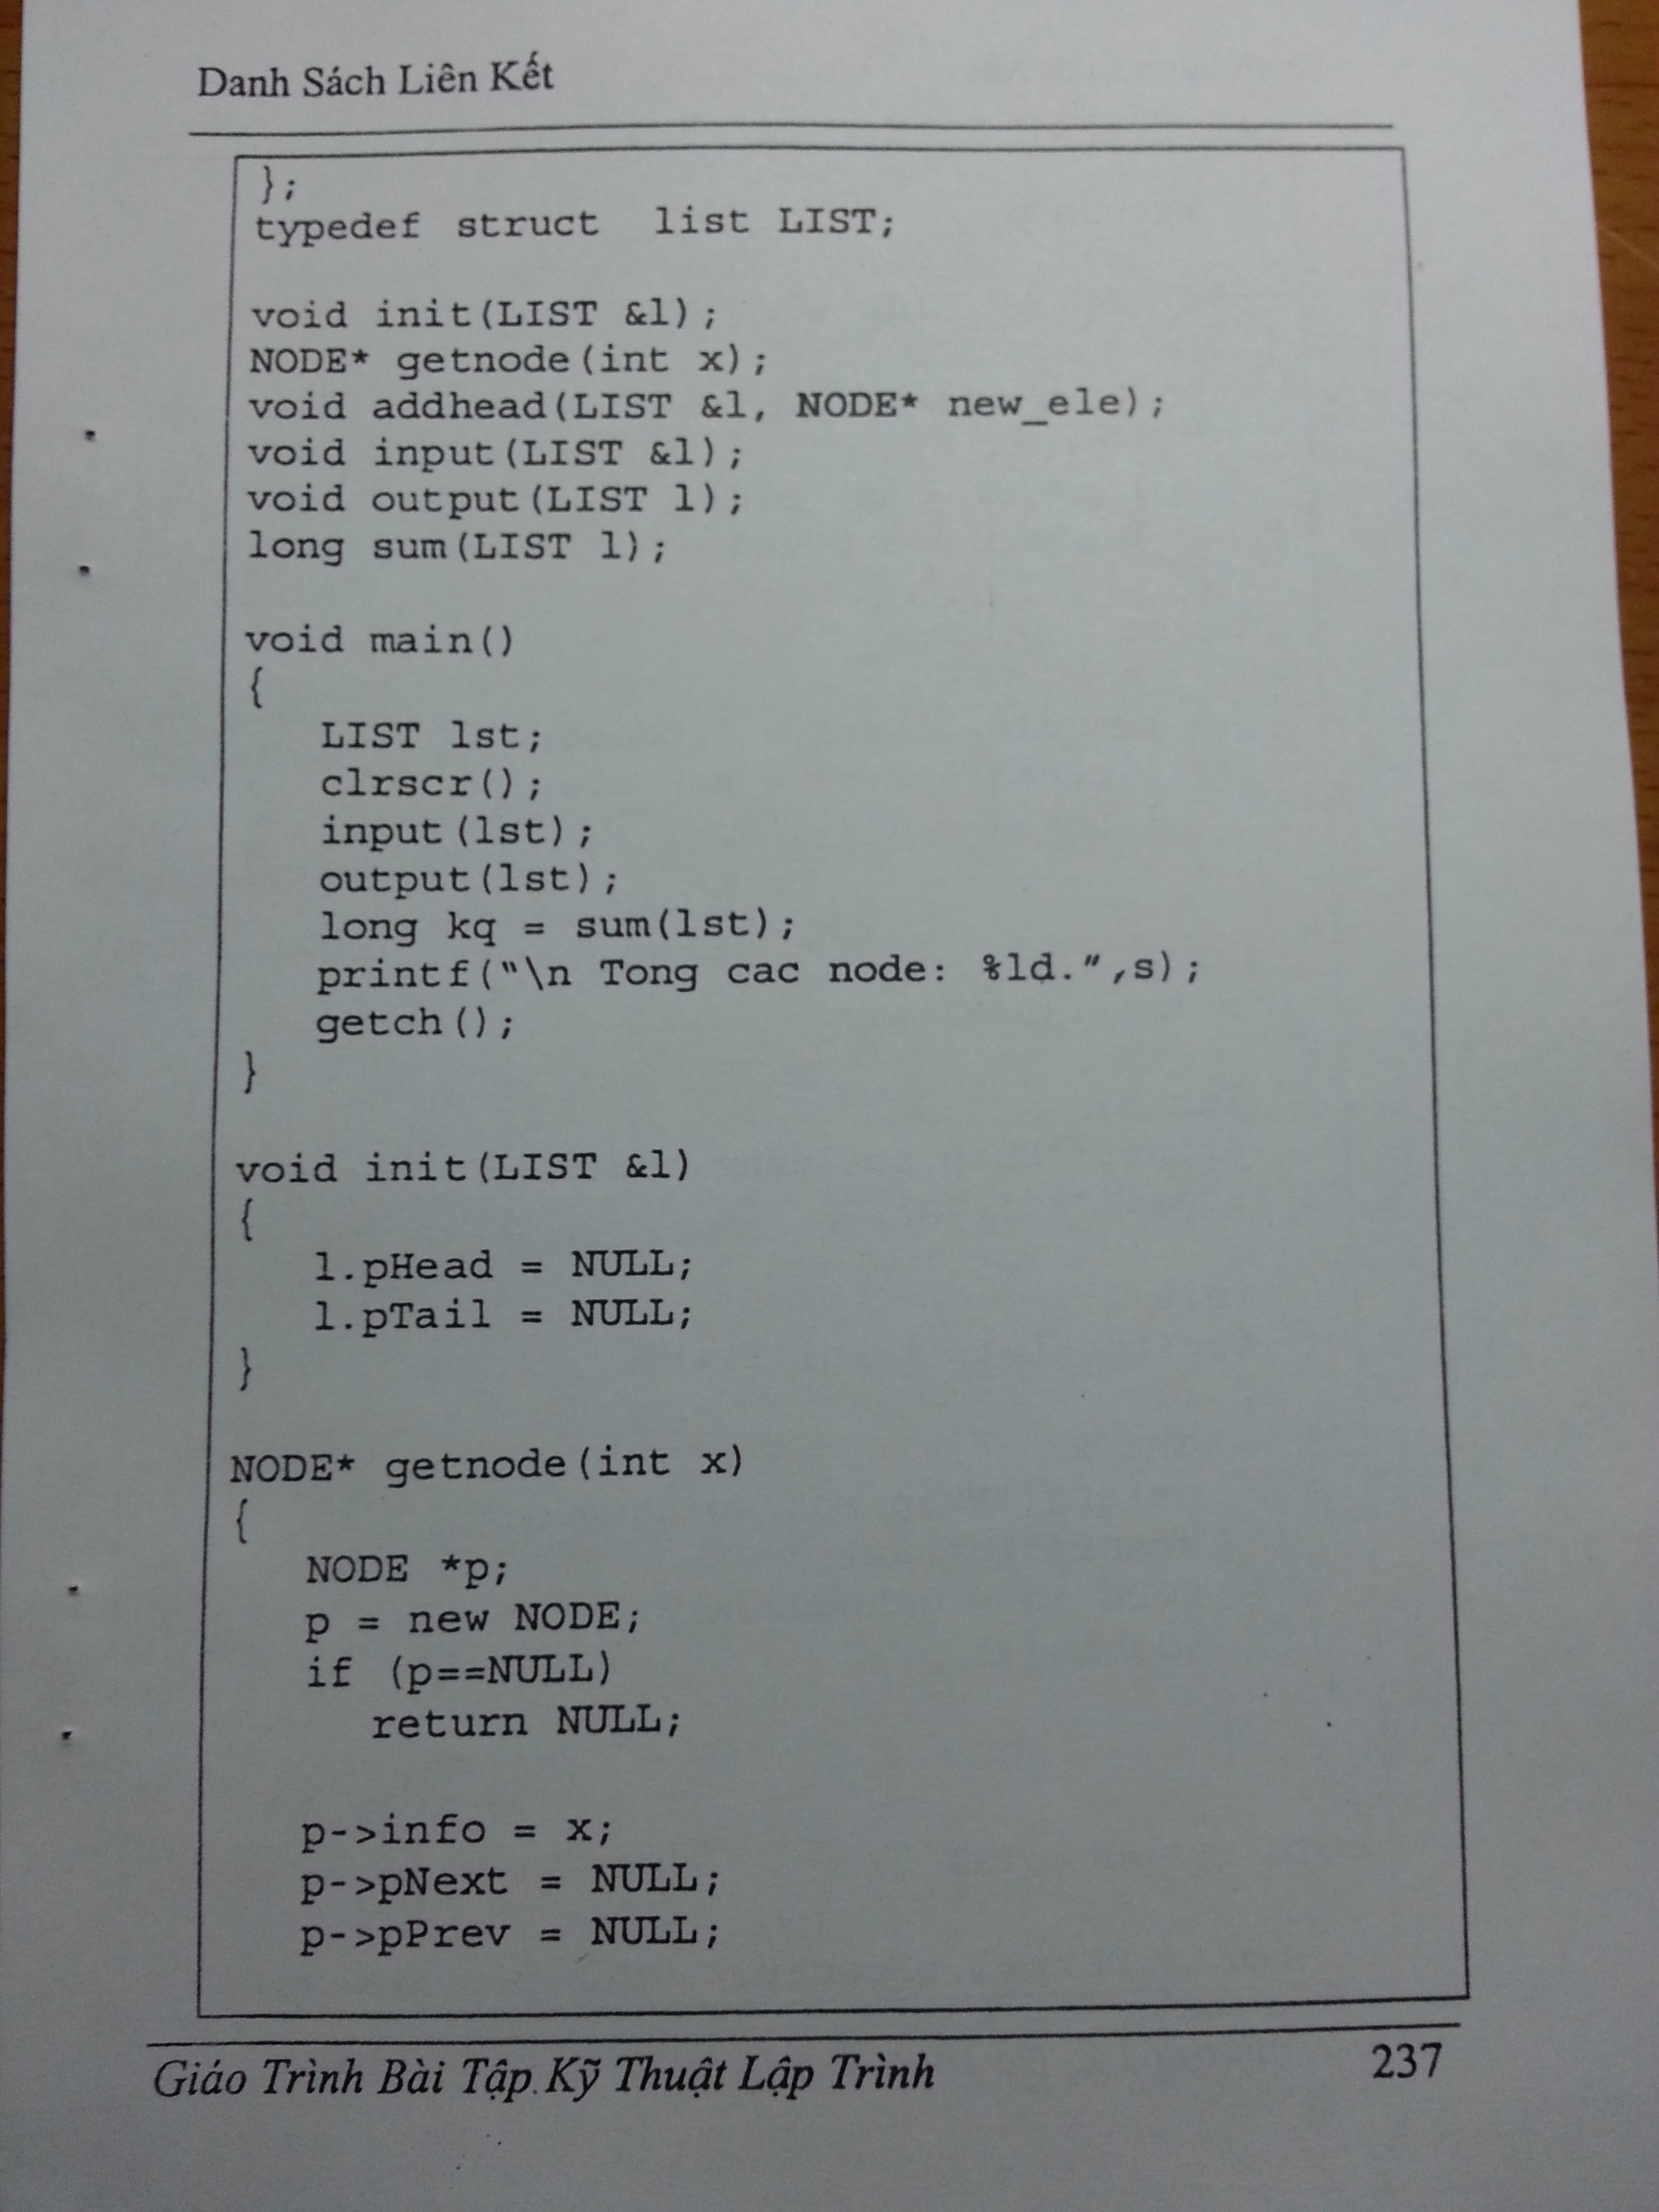 Danh Sách Liên Kết
};
typedef struct list LIST;
void init(LIST &l);
NODE* getnode(int x);
void addhead(LIST &l, NODE* new_ele);
void input(LIST &l);
void output(LIST l);
long sum(LIST l);
void main()
{
LIST lst;
clrscr();
input(lst);
output(lst);
long kq = sum(lst);
printf("\n Tong cac node: %ld.",s);
getch();
}
void init(LIST &l)
{
l.pHead = NULL;
l.pTail = NULL;
}
NODE* getnode(int x)
{
NODE *p;
p = new NODE;
if (p==NULL)
return NULL;
p->info = x;
p->pNext = NULL;
p->pPrev = NULL;
Giáo Trình Bài Tập Kỹ Thuật Lập Trình 237